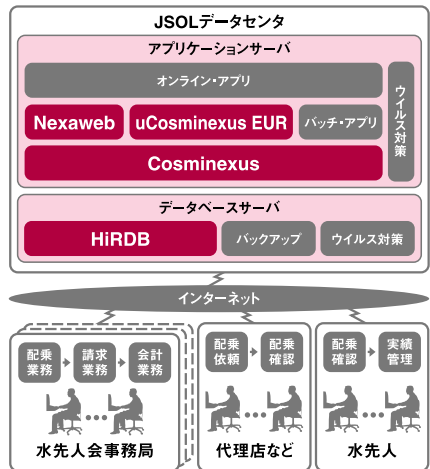 JSOLデータセンタ
アプリケーションサーバ
オンライン・アプリ
ウイルス対策
Nexaweb
uCosminexus EUR
バッチ・アプリ
Cosminexus
データベースサーバ
HiRDB
バックアップ
ウイルス対策
インターネット
配乗
業務
請求
業務
会計
業務
水先人会事務局
配乗
依頼
配乗
確認
代理店など
配乗
確認
実績
管理
水先人